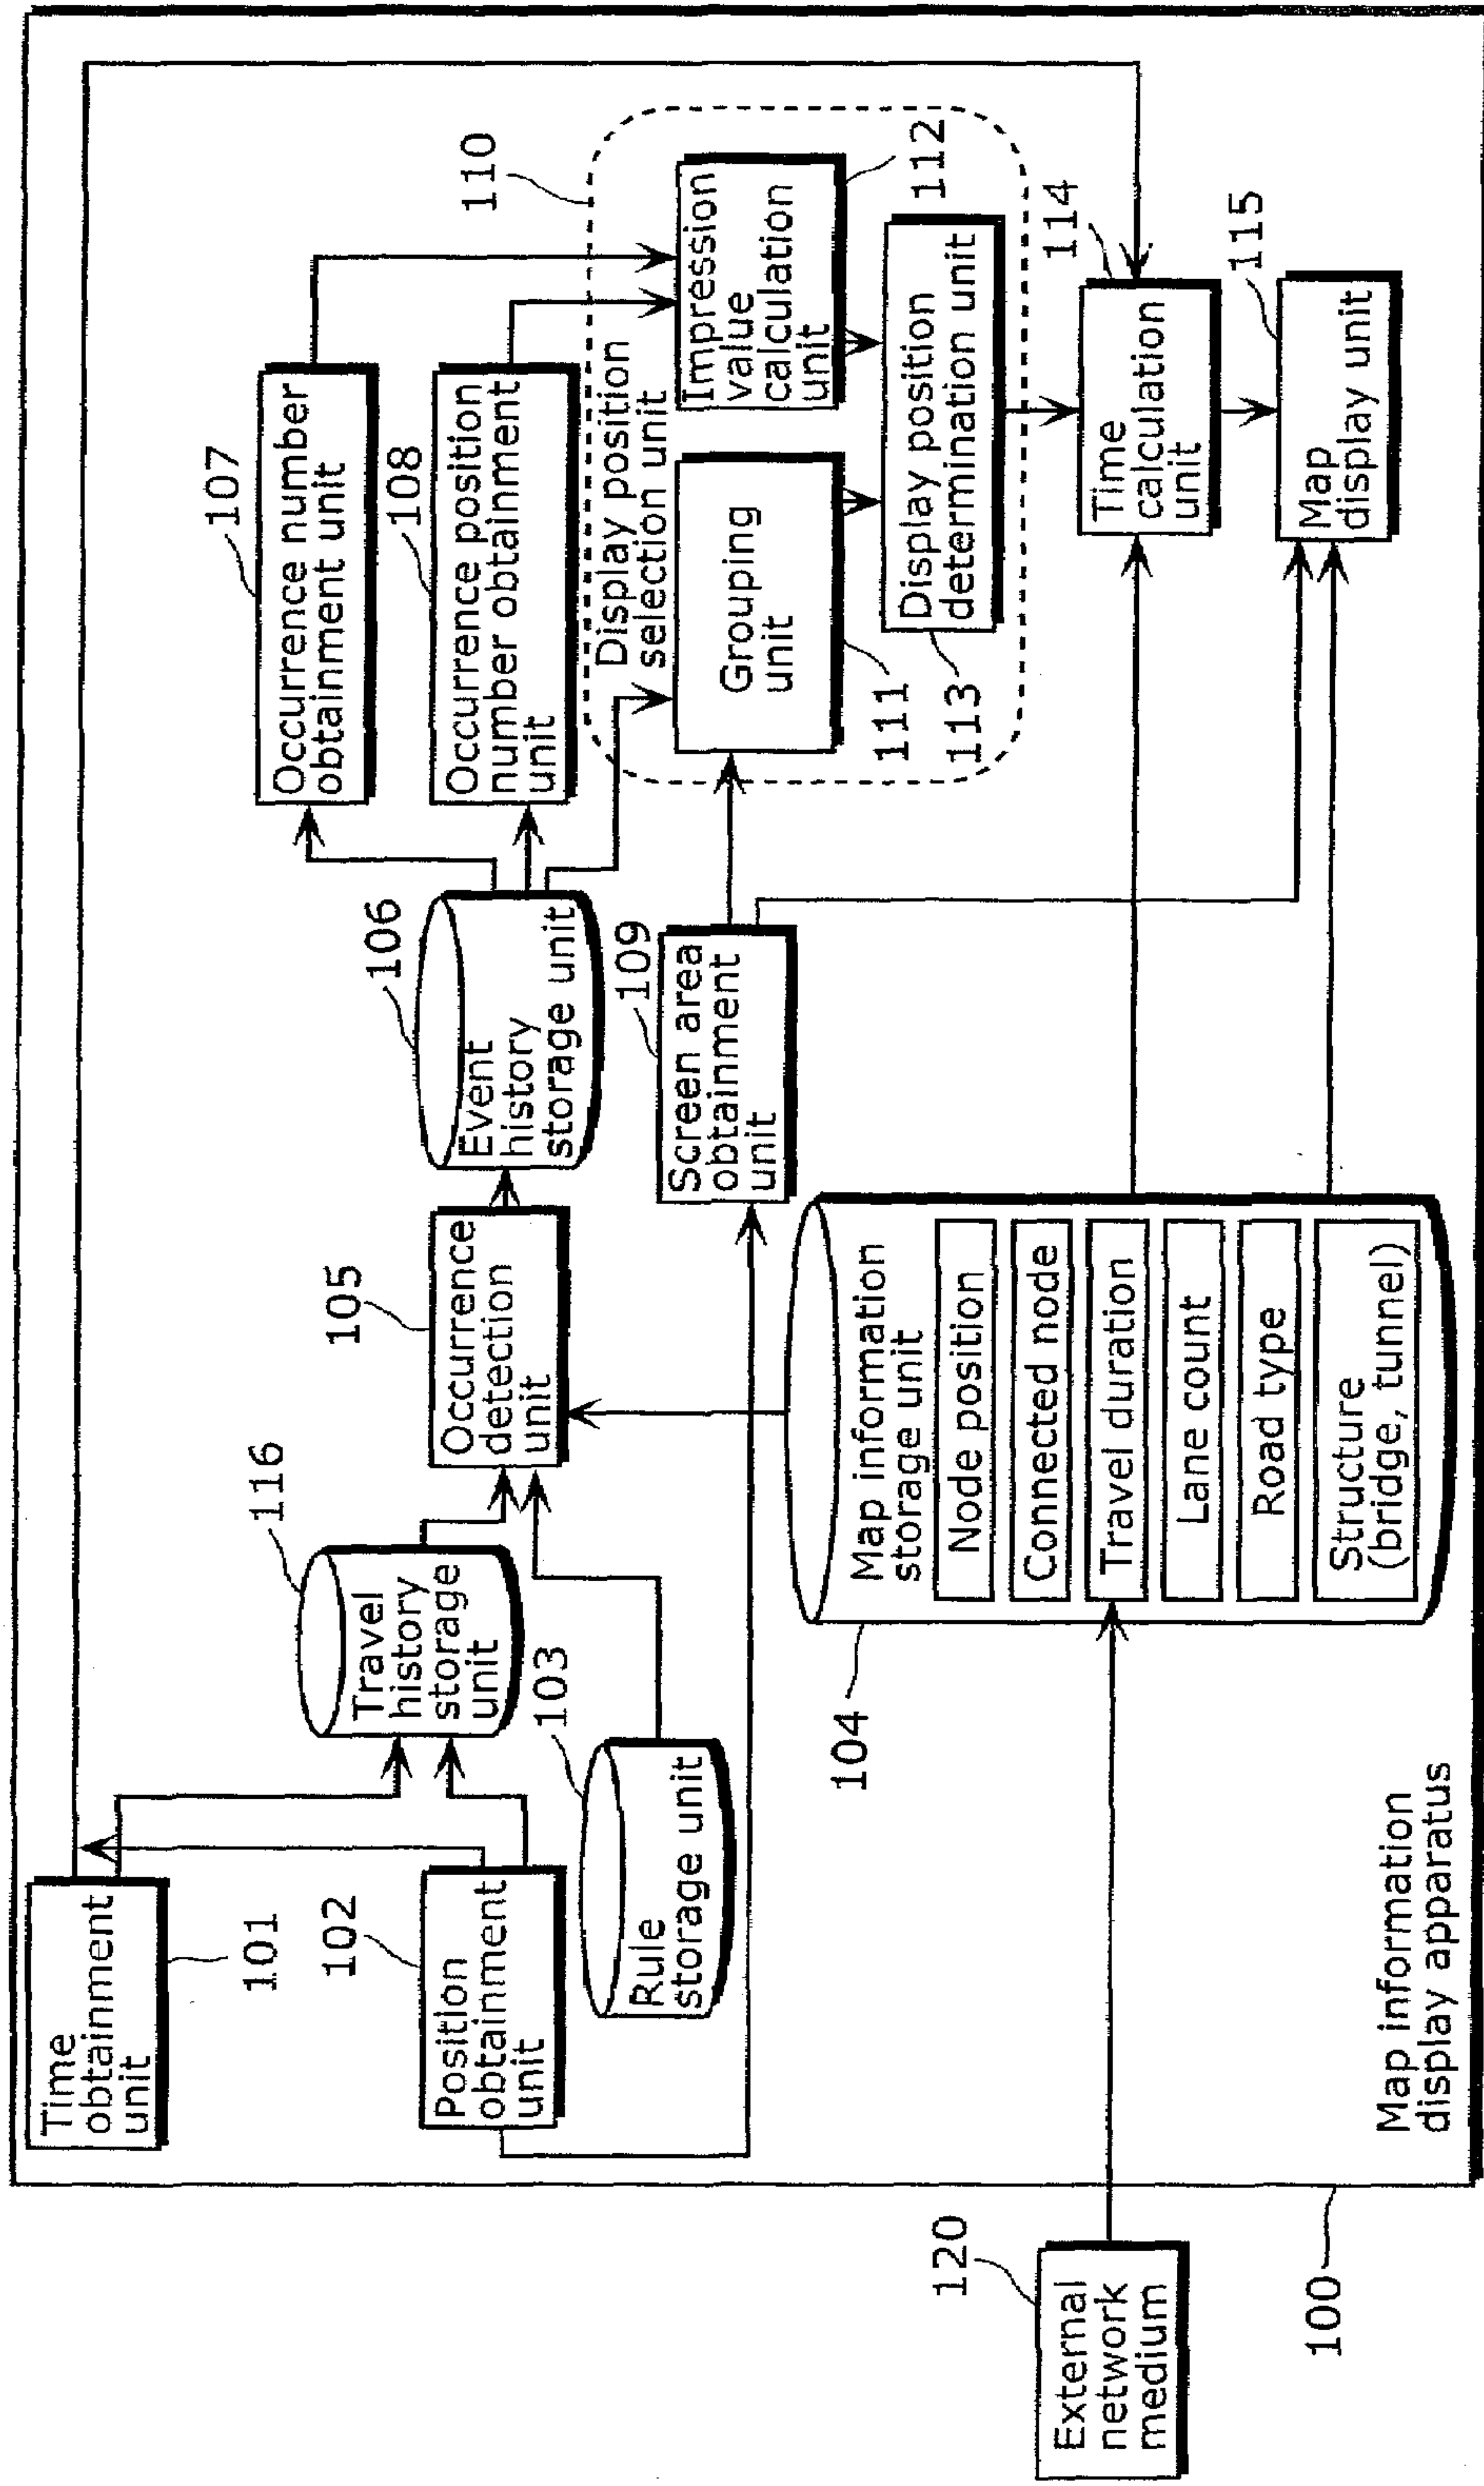 Time
obtainment
unit
101
102
Position
obtainment
unit
103
Rule
storage unit
116
Travel
history
storage
unit
105
Occurrence
detection
unit
106
Event
history
storage unit
107
Occurrence number
obtainment unit
108
Occurrence position
number obtainment
unit
109
Screen area
obtainment
unit
110
Display position
selection unit
Grouping
unit
111
Impression
value
calculation
unit
112
Display position
determination unit
113
114
Time
calculation
unit
115
Map
display unit
104
Map information
storage unit
Node position
Connected node
Travel duration
Lane count
Road type
Structure
(bridge, tunnel)
120
External
network
medium
100
Map information
display apparatus